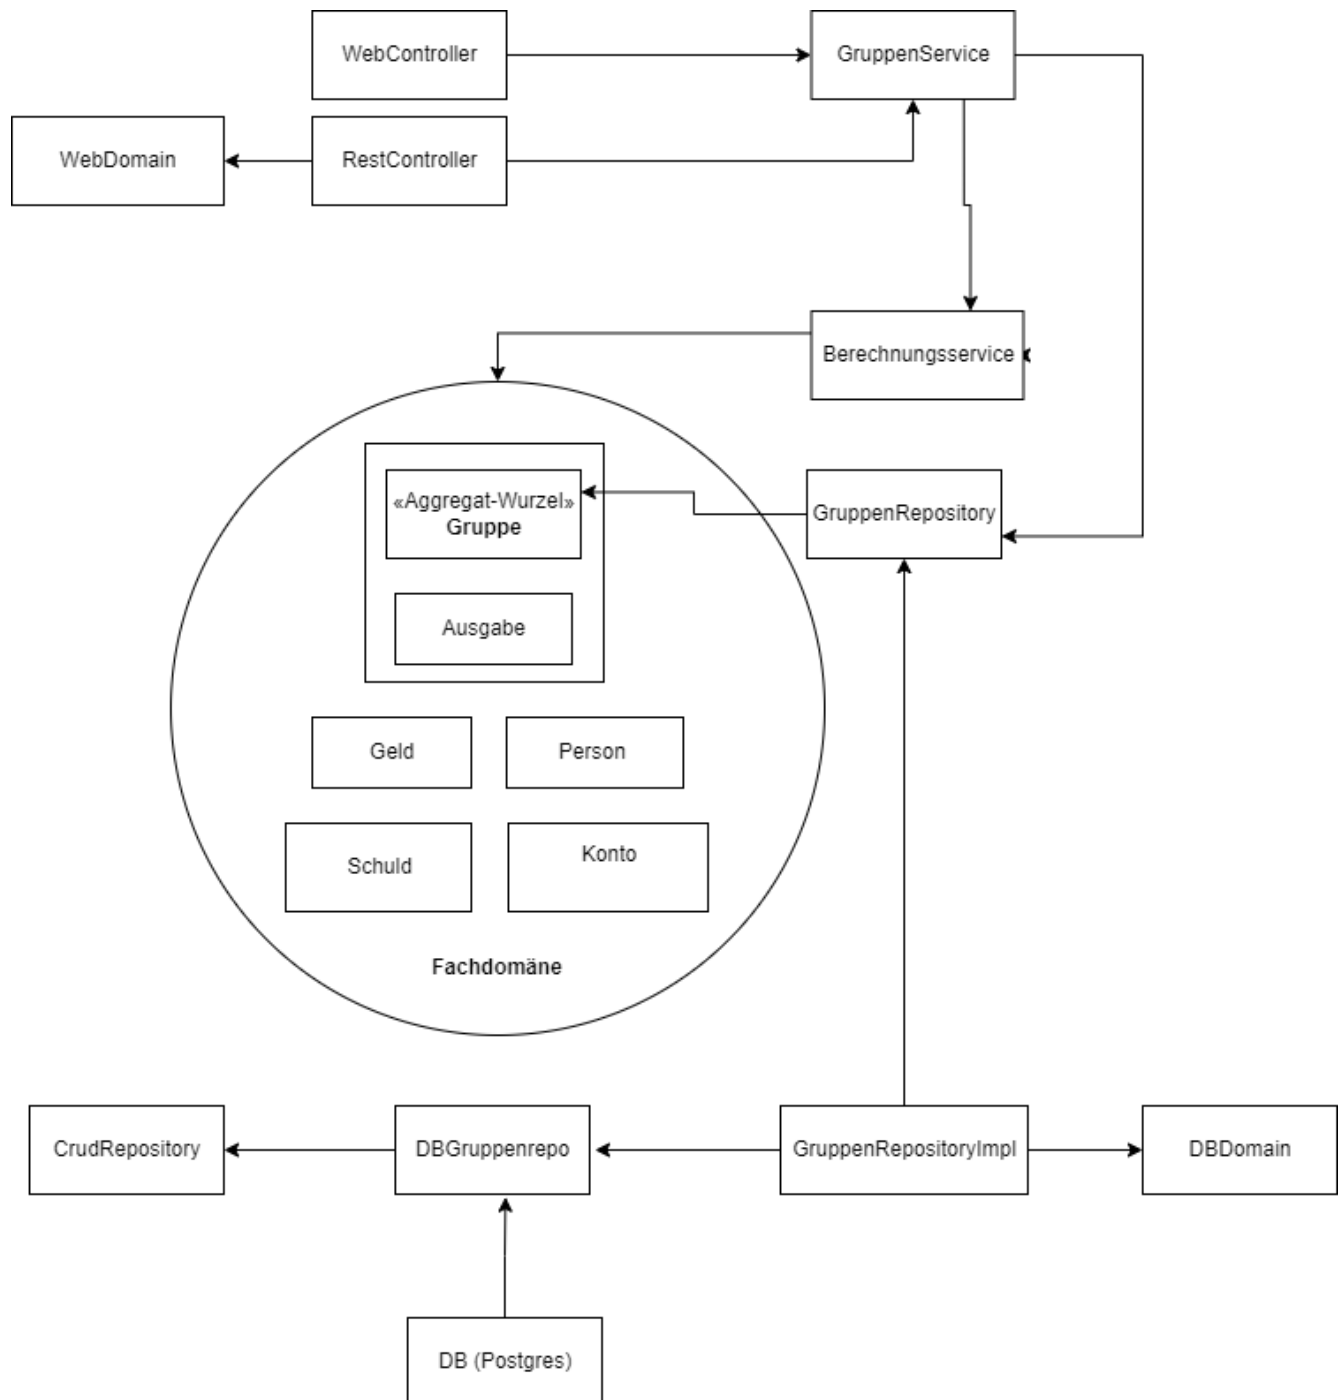 WebController
GruppenService
WebDomain
RestController
Berechnungsservice
«Aggregat-Wurzel»
Gruppe
GruppenRepository
Ausgabe
Geld
Person
Schuld
Konto
Fachdomäne
CrudRepository
DBGruppenrepo
GruppenRepositoryImpl
DBDomain
DB (Postgres)